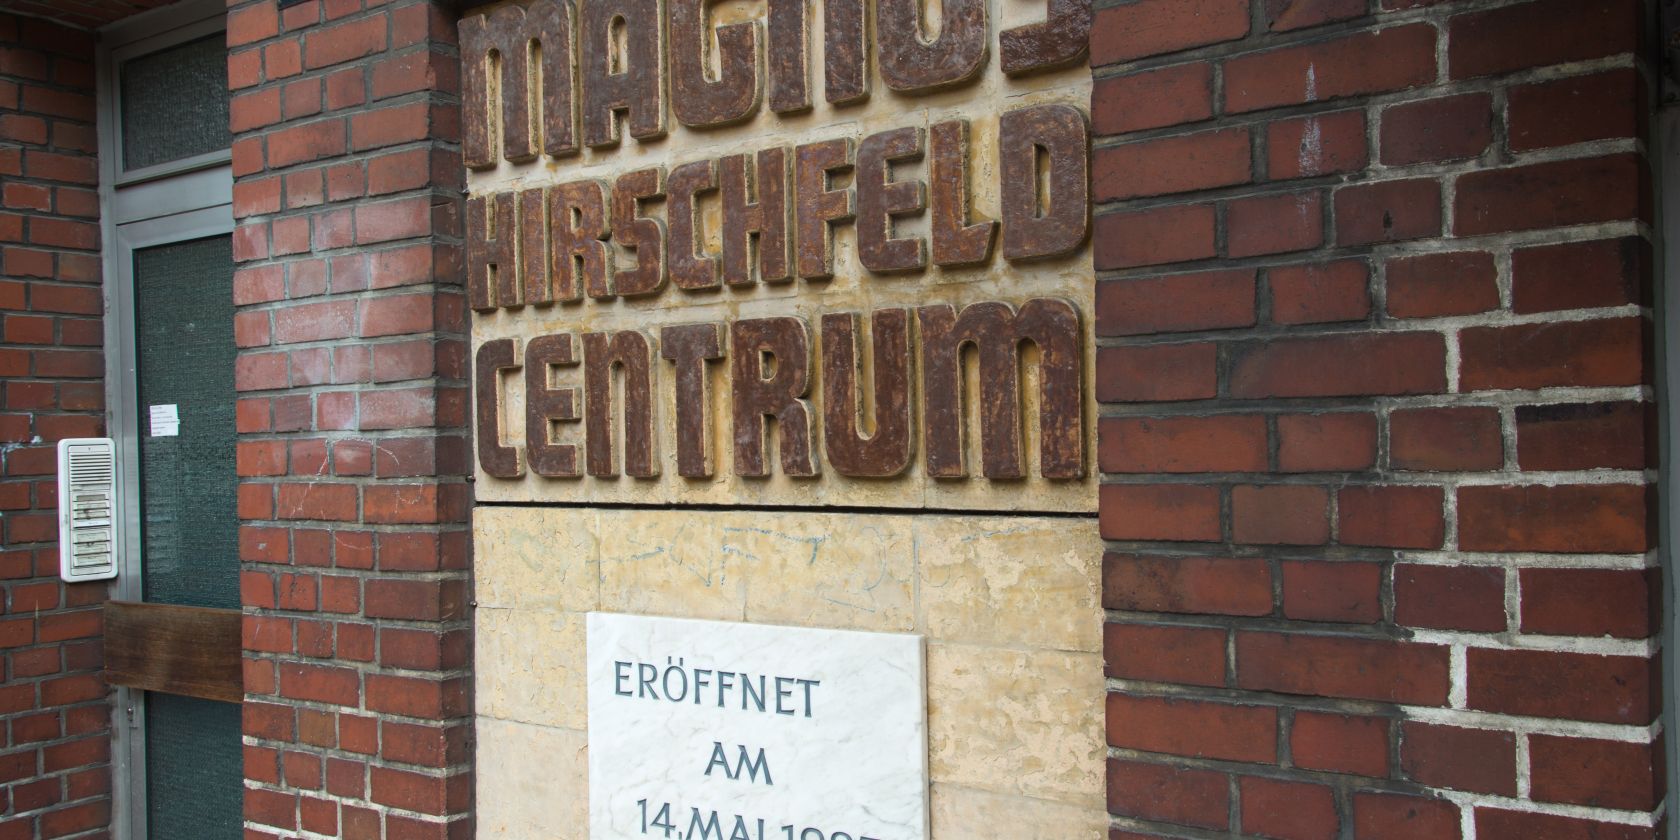 MAGNUS
HIRSCHFELD
CENTRUM
ERÖFFNET
AM
14. MAI